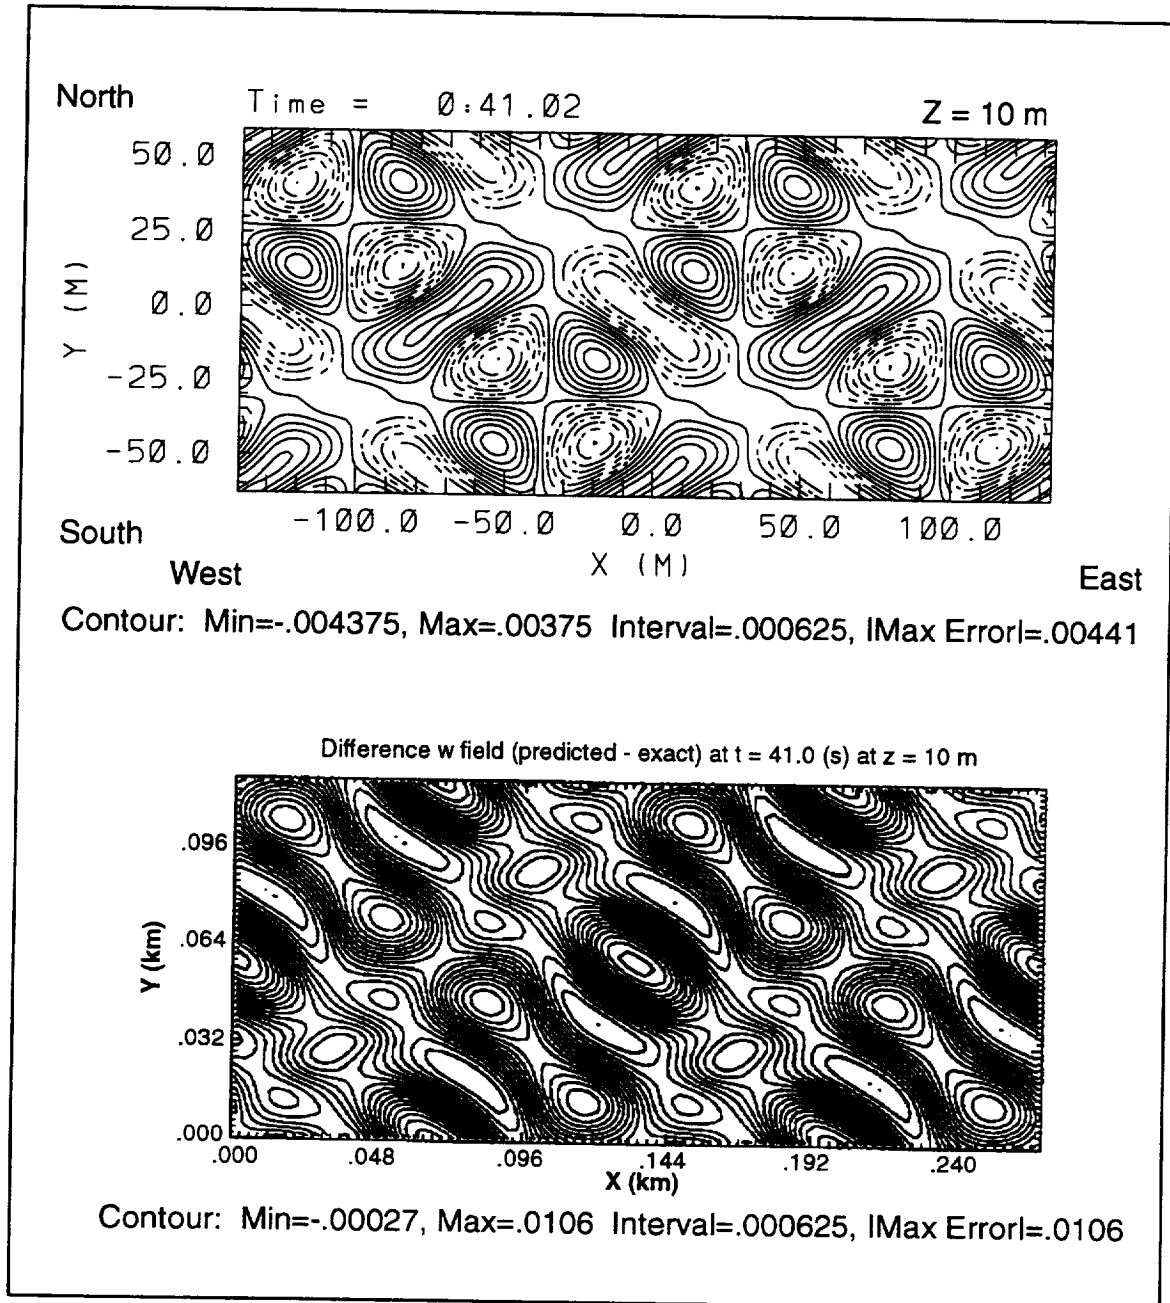 North
Time = 0:41.02
Z = 10 m
50.0
25.0
0.0
-25.0
-50.0
Y (M)
South
-100.0 -50.0 0.0 50.0 100.0
X (M)
West
East
Contour: Min=-.004375, Max=.00375 Interval=.000625, |Max Error|=.00441
Difference w field (predicted - exact) at t = 41.0 (s) at z = 10 m
.096
.064
.032
.000
Y (km)
.000 .048 .096 .144 .192 .240
X (km)
Contour: Min=-.00027, Max=.0106 Interval=.000625, |Max Error|=.0106